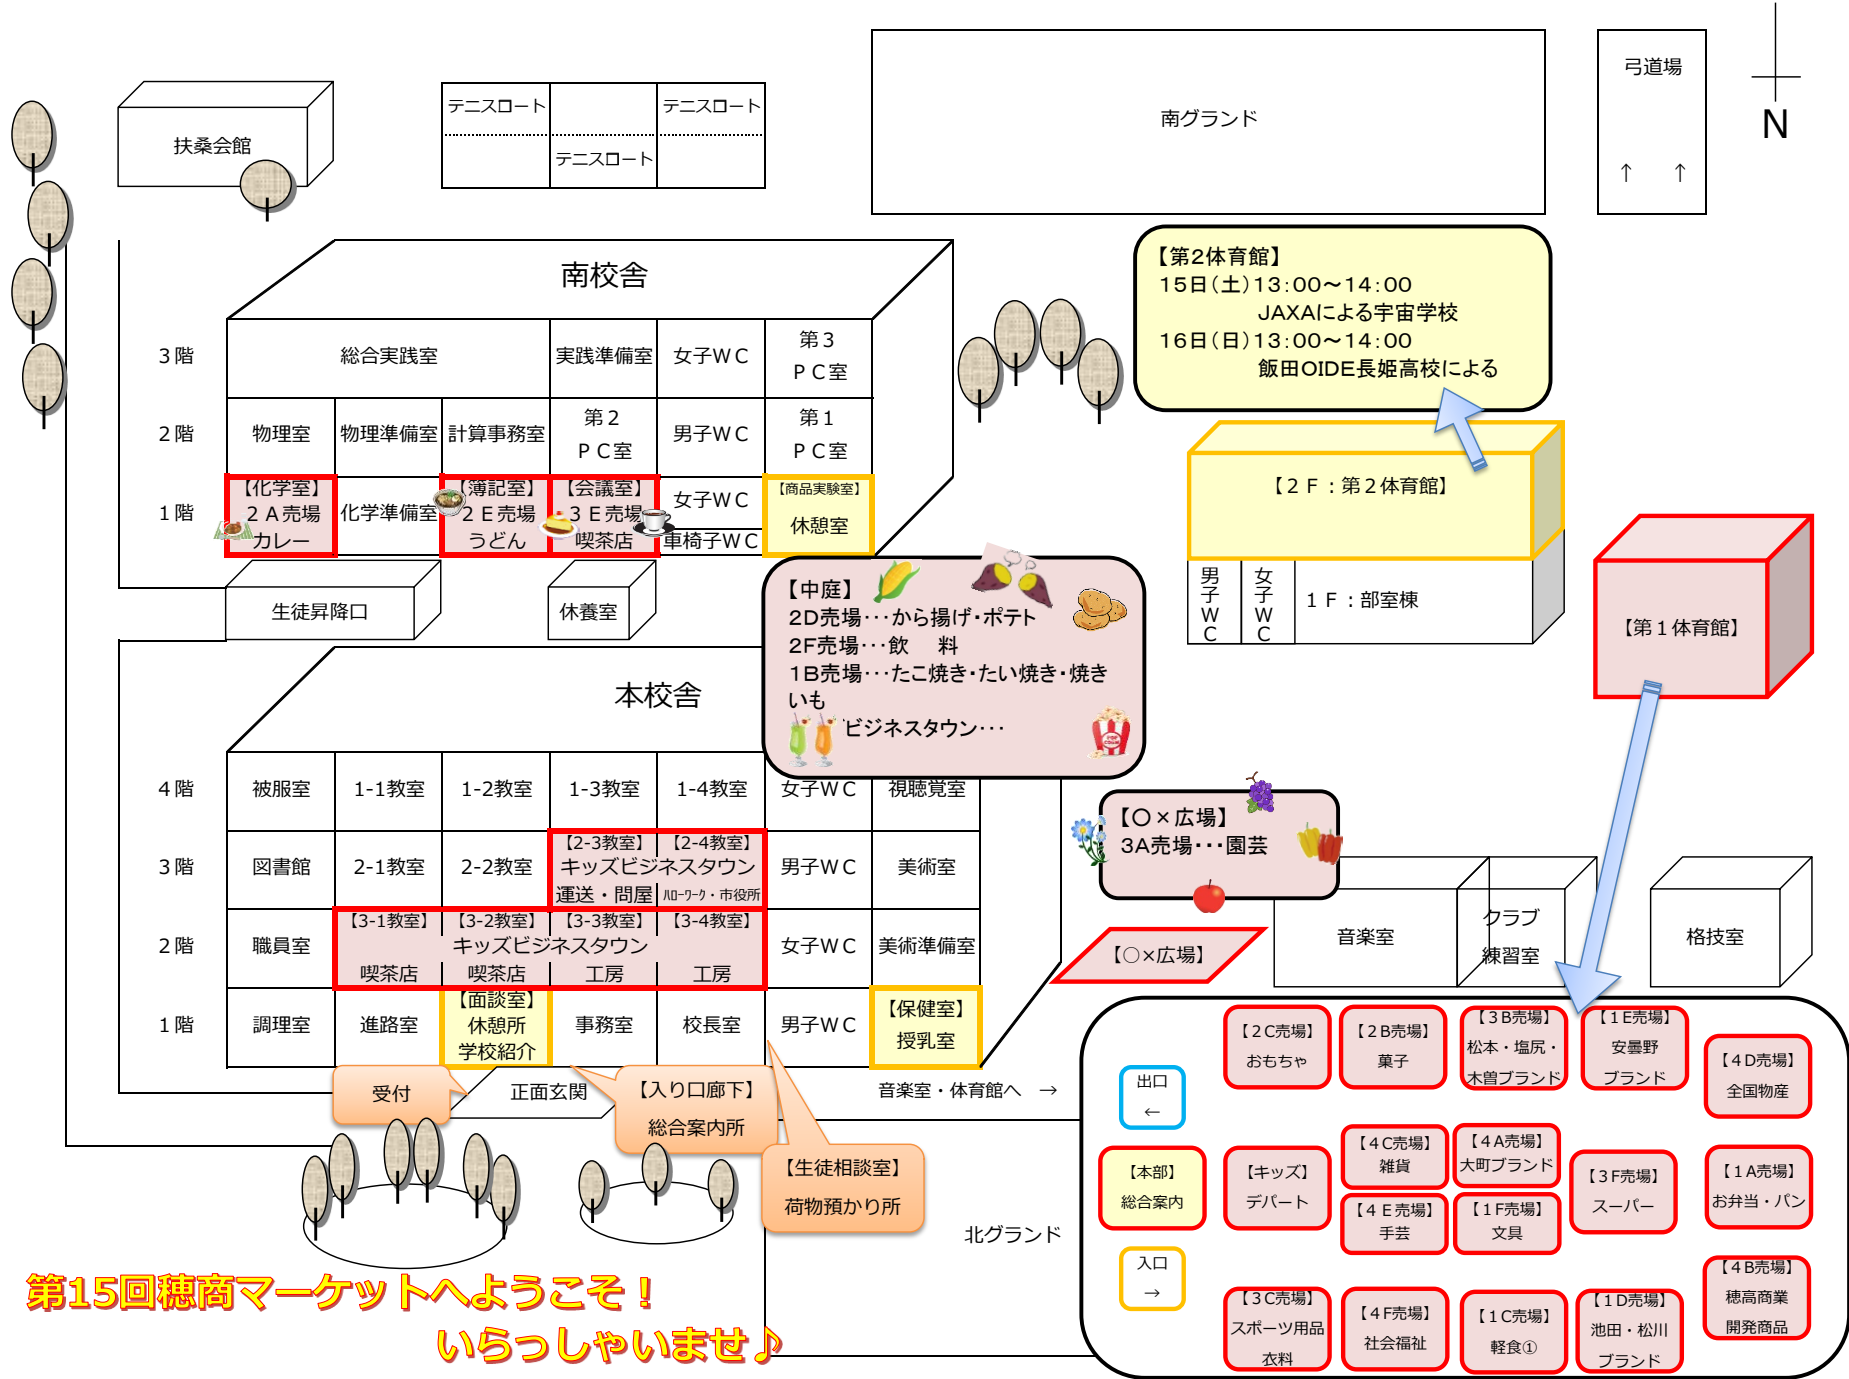 弓道場
↑ ↑
N
南グランド
テニスロート
テニスロート
テニスロート
扶桑会館
【第2体育館】
15日(土)13:00～14:00
JAXAによる宇宙学校
16日(日)13:00～14:00
飯田OIDE長姫高校による
南校舎
3階 総合実践室 実践準備室 女子WC 第3
PC室
2階 物理室 物理準備室 計算事務室 第2
PC室 男子WC 第1
PC室
1階
【化学室】
2A売場
カレー
化学準備室
【簿記室】
2E売場
うどん
【会議室】
3E売場
喫茶店
女子WC
車椅子WC
【商品実験室】
休憩室
生徒昇降口
休養室
【2F：第2体育館】
男子WC
女子WC
1F：部室棟
【第1体育館】
【中庭】
2D売場…から揚げ・ポテト
2F売場…飲　料
1B売場…たこ焼き・たい焼き・焼き
いも
ビジネスタウン…
本校舎
4階 被服室 1-1教室 1-2教室 1-3教室 1-4教室 女子WC 視聴覚室
3階 図書館 2-1教室 2-2教室
【2-3教室】 【2-4教室】
キッズビジネスタウン
運送・問屋 ﾊﾛｰﾜｰｸ・市役所
男子WC 美術室
2階 職員室
【3-1教室】 【3-2教室】 【3-3教室】 【3-4教室】
キッズビジネスタウン
喫茶店 喫茶店 工房 工房
女子WC 美術準備室
1階 調理室 進路室
【面談室】
休憩所
学校紹介
事務室 校長室 男子WC
【保健室】
授乳室
【○×広場】
3A売場…園芸
【○×広場】
音楽室
クラブ
練習室
格技室
受付
正面玄関
【入り口廊下】
総合案内所
【生徒相談室】
荷物預かり所
音楽室・体育館へ →
北グランド
出口
←
【本部】
総合案内
入口
→
【2C売場】
おもちゃ
【2B売場】
菓子
【3B売場】
松本・塩尻・
木曽ブランド
【1E売場】
安曇野
ブランド
【4D売場】
全国物産
【キッズ】
デパート
【4C売場】
雑貨
【4A売場】
大町ブランド
【4E売場】
手芸
【1F売場】
文具
【3F売場】
スーパー
【1A売場】
お弁当・パン
【3C売場】
スポーツ用品
衣料
【4F売場】
社会福祉
【1C売場】
軽食①
【1D売場】
池田・松川
ブランド
【4B売場】
穂高商業
開発商品
第15回穂商マーケットへようこそ！
いらっしゃいませ♪